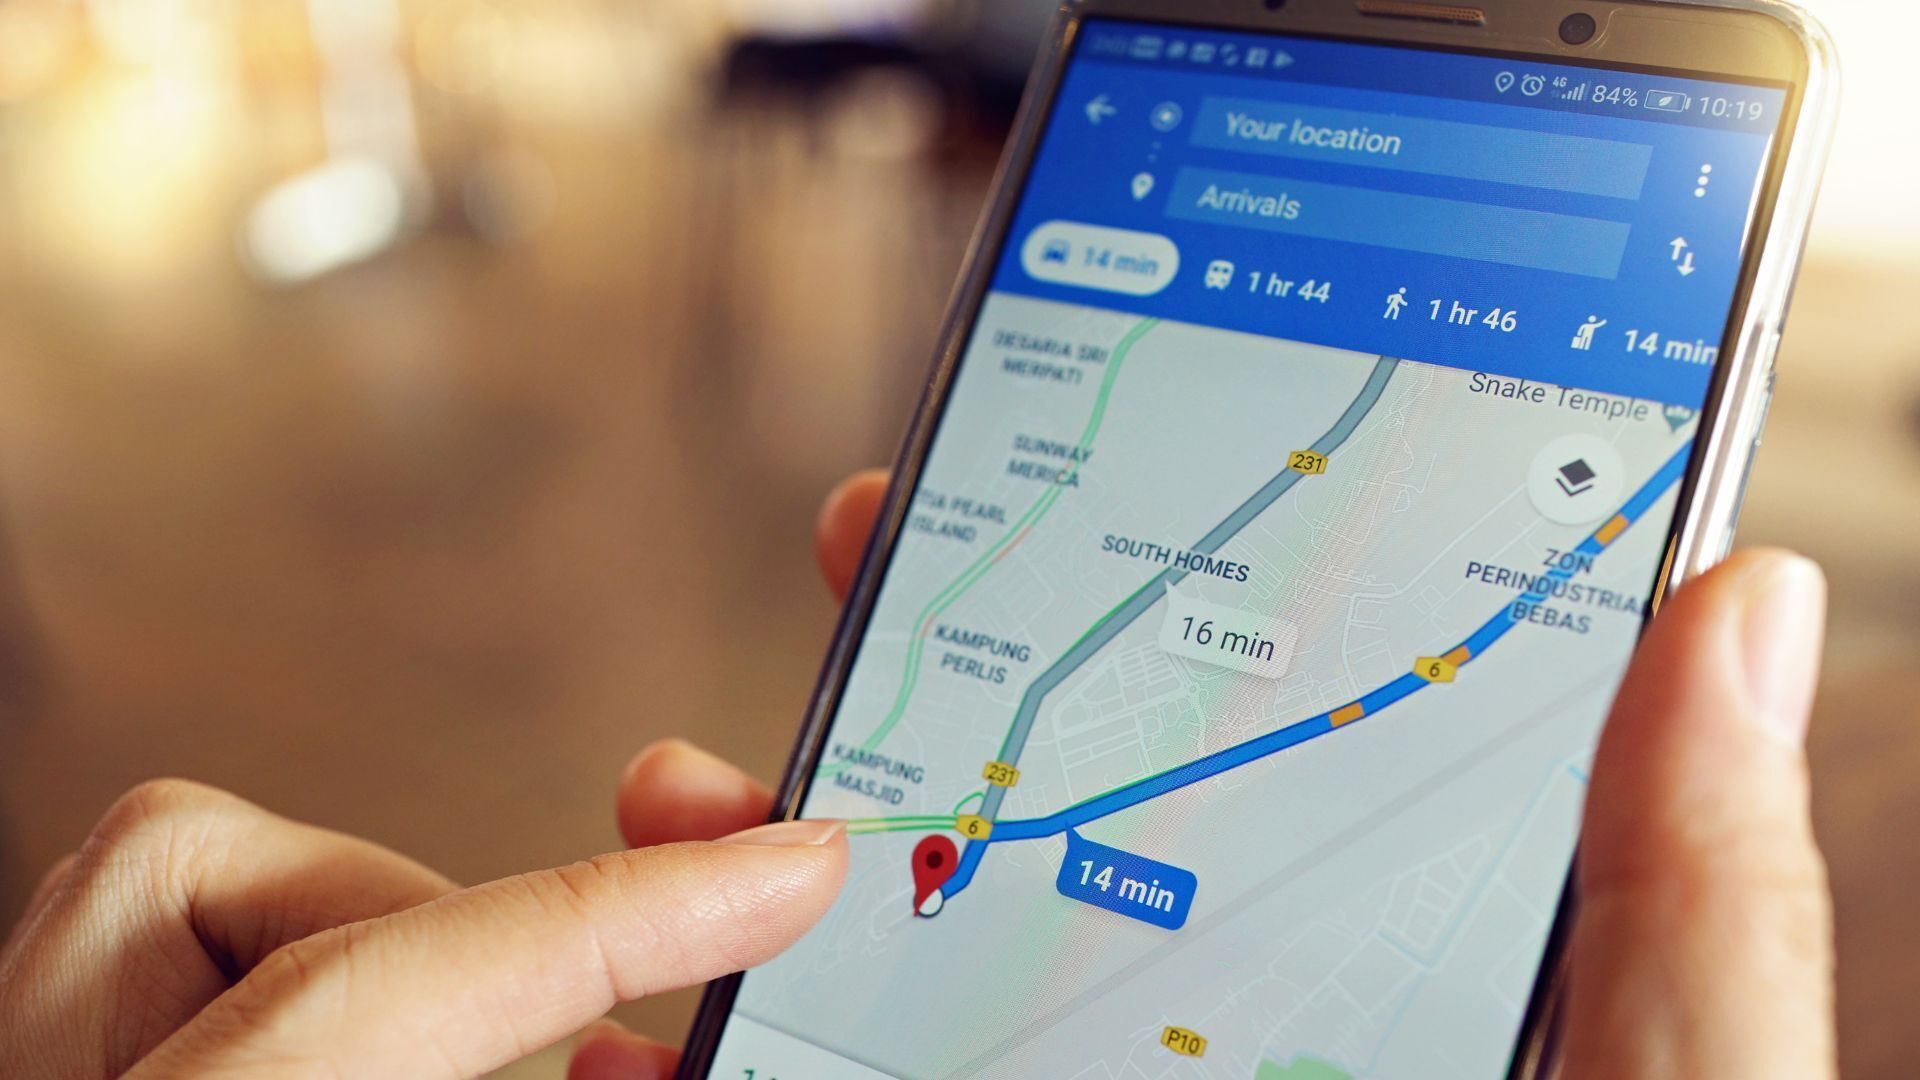 4G 84% 10:19
Your location
Arrivals
14 min 1 hr 44 1 hr 46 14 min
Snake Temple
DESARIA SRI
MERPATI
SUNWAY
MERICA
231
TIA PEARL
ISLAND
SOUTH HOMES
ZON
PERINDUSTRIA
BEBAS
16 min
KAMPUNG
PERLIS
6
KAMPUNG
MASJID
231
6
14 min
P10